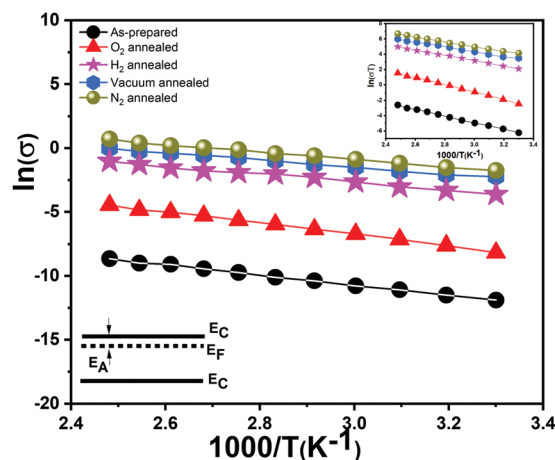 As-prepared
O2 annealed
H2 annealed
Vacuum annealed
N2 annealed
ln(σT)
8
6
4
2
0
-2
-4
-6
2.4 2.6 2.8 3.0 3.2 3.4
1000/T(K-1)
ln(σ)
10
5
0
-5
-10
-15
-20
EC
EF
EA
EC
2.4 2.6 2.8 3.0 3.2 3.4
1000/T(K-1)